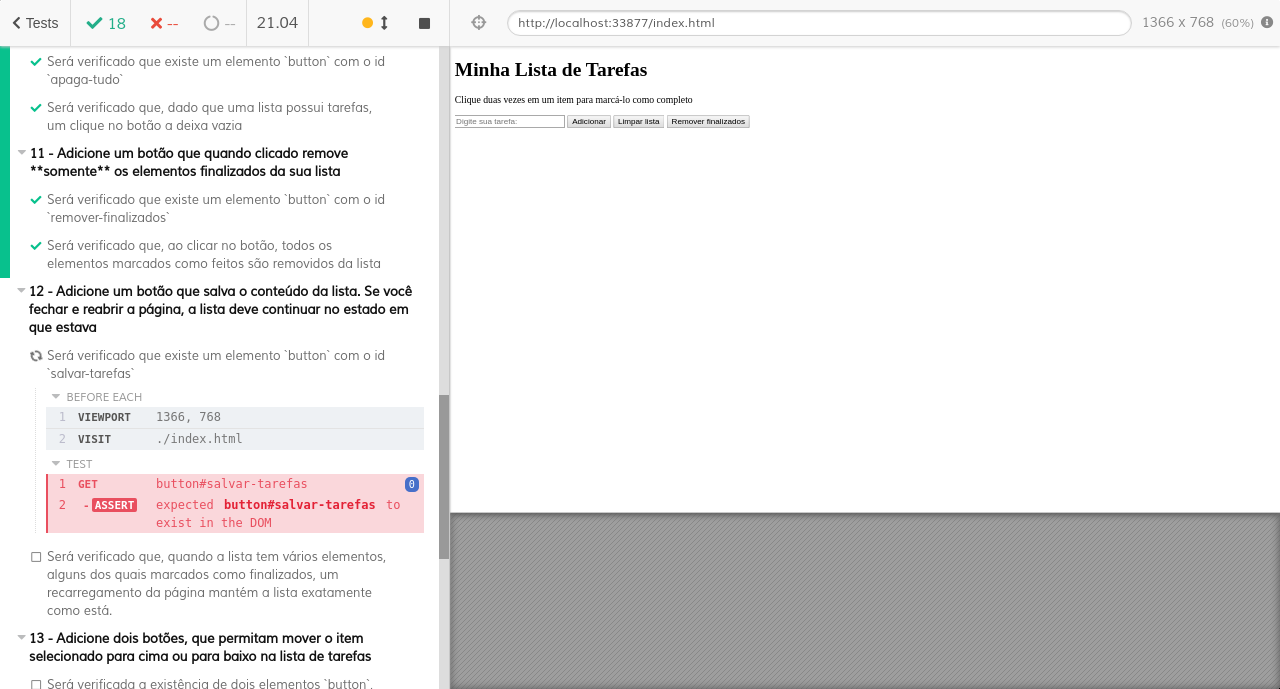 Tests
18
--
--
21.04
http://localhost:33877/index.html
1366 x 768 (60%)
Será verificado que existe um elemento `button` com o id
`apaga-tudo`
Será verificado que, dado que uma lista possui tarefas,
um clique no botão a deixa vazia
11 - Adicione um botão que quando clicado remove
**somente** os elementos finalizados da sua lista
Será verificado que existe um elemento `button` com o id
`remover-finalizados`
Será verificado que, ao clicar no botão, todos os
elementos marcados como feitos são removidos da lista
12 - Adicione um botão que salva o conteúdo da lista. Se você
fechar e reabrir a página, a lista deve continuar no estado em
que estava
Será verificado que existe um elemento `button` com o id
`salvar-tarefas`
BEFORE EACH
1 VIEWPORT 1366, 768
2 VISIT ./index.html
TEST
1 GET button#salvar-tarefas 0
2 -ASSERT expected button#salvar-tarefas to
exist in the DOM
Será verificado que, quando a lista tem vários elementos,
alguns dos quais marcados como finalizados, um
recarregamento da página mantém a lista exatamente
como está.
13 - Adicione dois botões, que permitam mover o item
selecionado para cima ou para baixo na lista de tarefas
Será verificada a existência de dois elementos `button`,
Minha Lista de Tarefas
Clique duas vezes em um item para marcá-lo como completo
Digite sua tarefa: Adicionar Limpar lista Remover finalizados